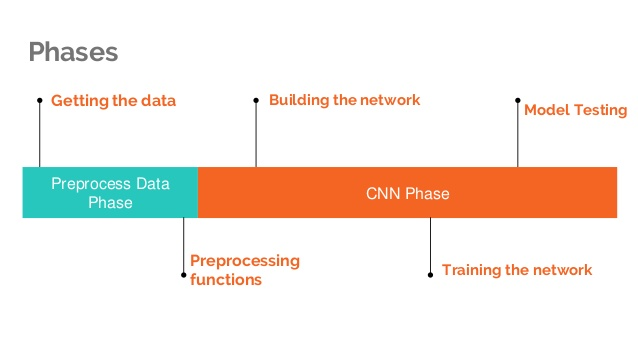 Phases
Getting the data
Building the network
Model Testing
Preprocess Data
Phase
CNN Phase
Preprocessing
functions
Training the network